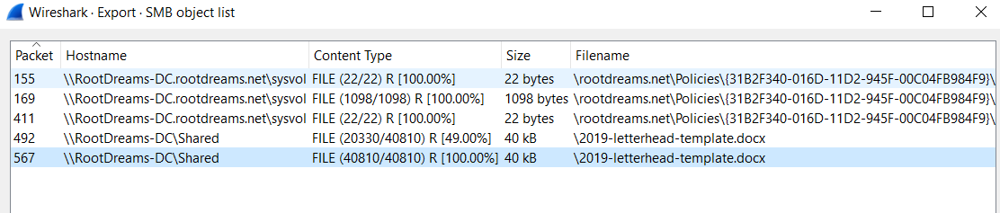 Wireshark · Export · SMB object list
Packet Hostname Content Type Size Filename
155 \\RootDreams-DC.rootdreams.net\sysvol FILE (22/22) R [100.00%] 22 bytes \rootdreams.net\Policies\{31B2F340-016D-11D2-945F-00C04FB984F9}\
169 \\RootDreams-DC.rootdreams.net\sysvol FILE (1098/1098) R [100.00%] 1098 bytes \rootdreams.net\Policies\{31B2F340-016D-11D2-945F-00C04FB984F9}\
411 \\RootDreams-DC.rootdreams.net\sysvol FILE (22/22) R [100.00%] 22 bytes \rootdreams.net\Policies\{31B2F340-016D-11D2-945F-00C04FB984F9}\
492 \\RootDreams-DC\Shared FILE (20330/40810) R [49.00%] 40 kB \2019-letterhead-template.docx
567 \\RootDreams-DC\Shared FILE (40810/40810) R [100.00%] 40 kB \2019-letterhead-template.docx